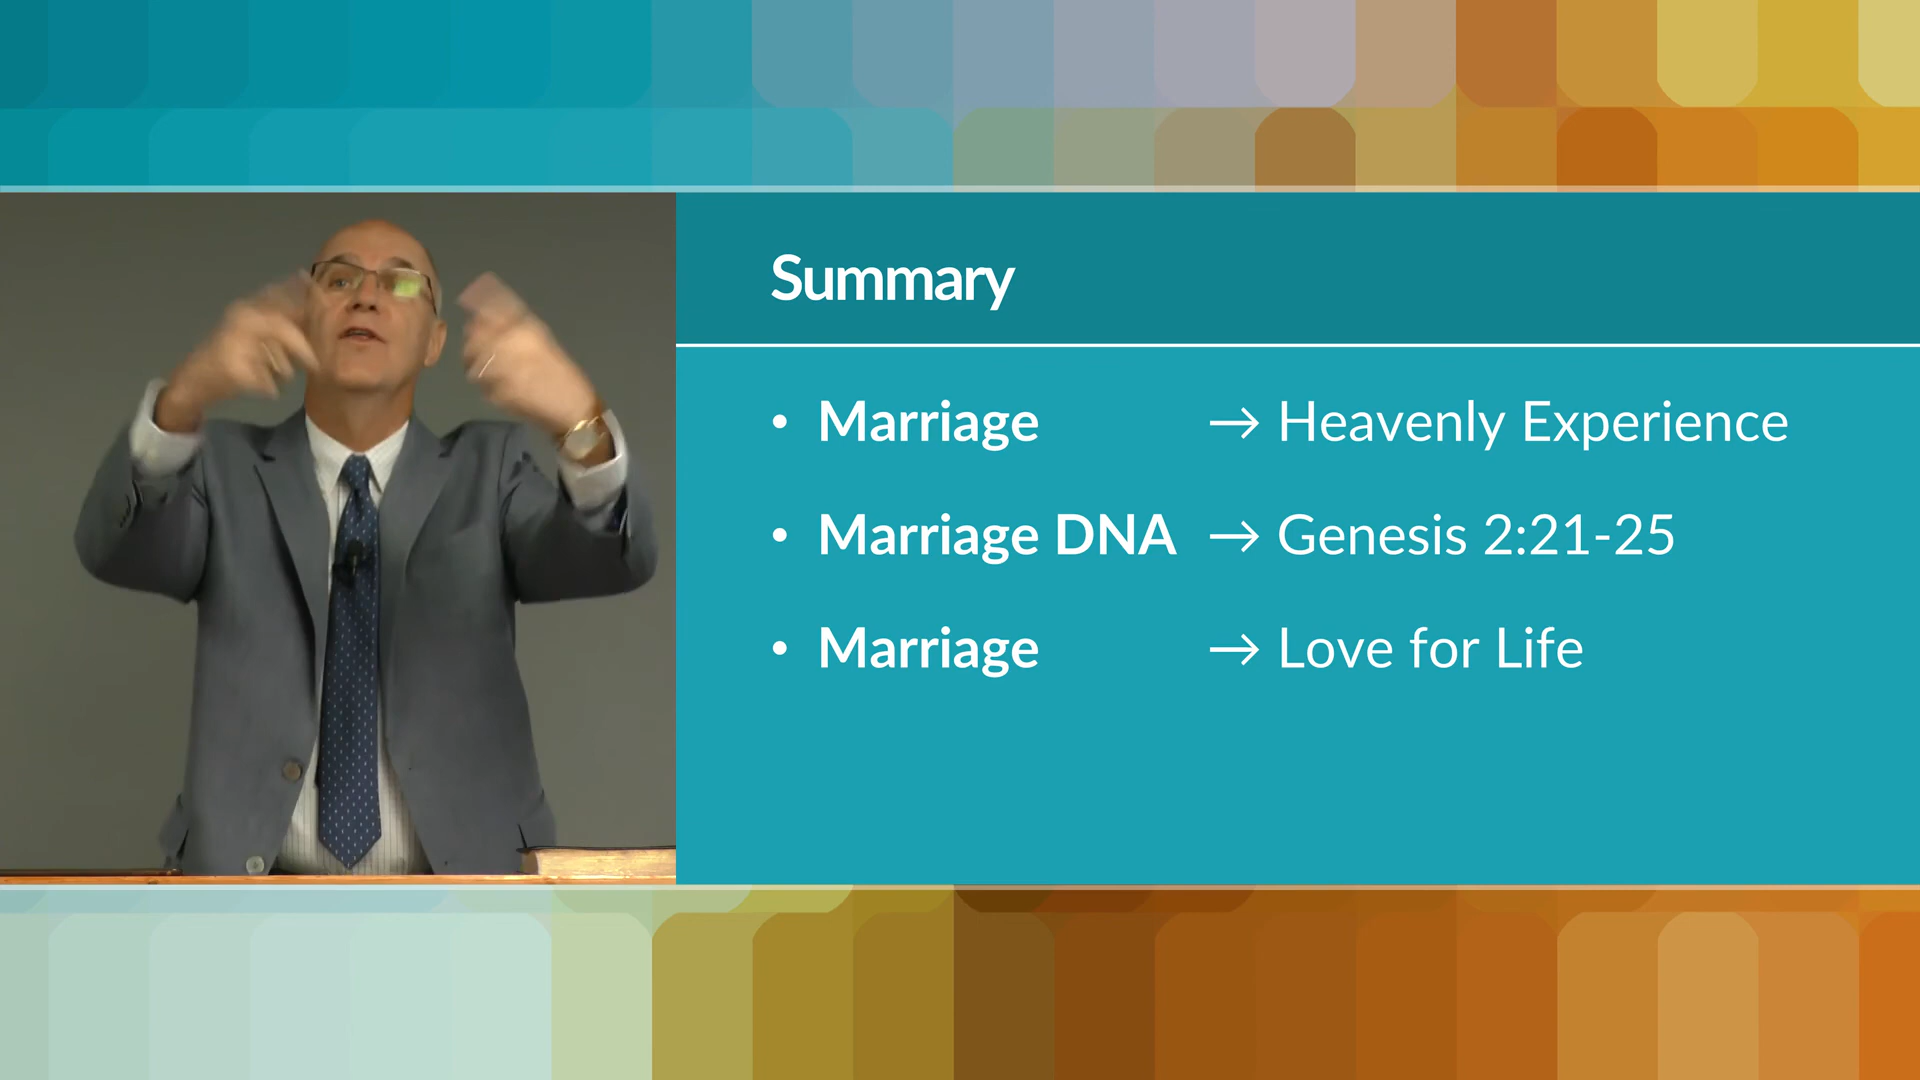 Summary
• Marriage → Heavenly Experience
• Marriage DNA → Genesis 2:21-25
• Marriage → Love for Life